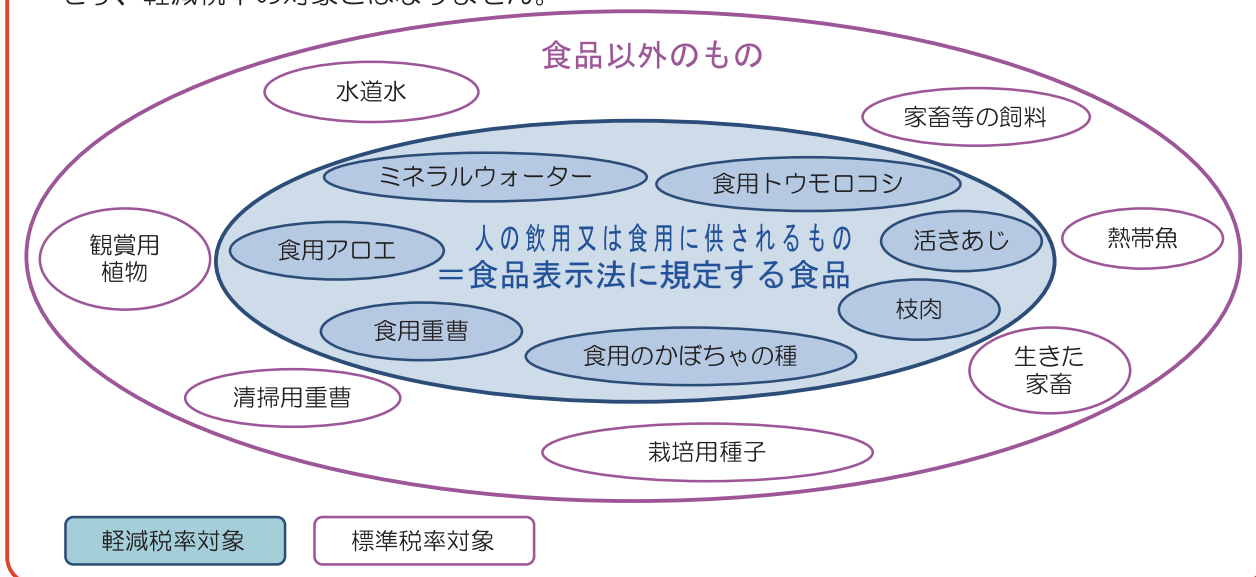 食品以外のもの
水道水
家畜等の飼料
ミネラルウォーター
食用トウモロコシ
観賞用
植物
食用アロエ
人の飲用又は食用に供されるもの
＝食品表示法に規定する食品
活きあじ
熱帯魚
枝肉
食用重曹
食用のかぼちゃの種
生きた
家畜
清掃用重曹
栽培用種子
軽減税率対象
標準税率対象